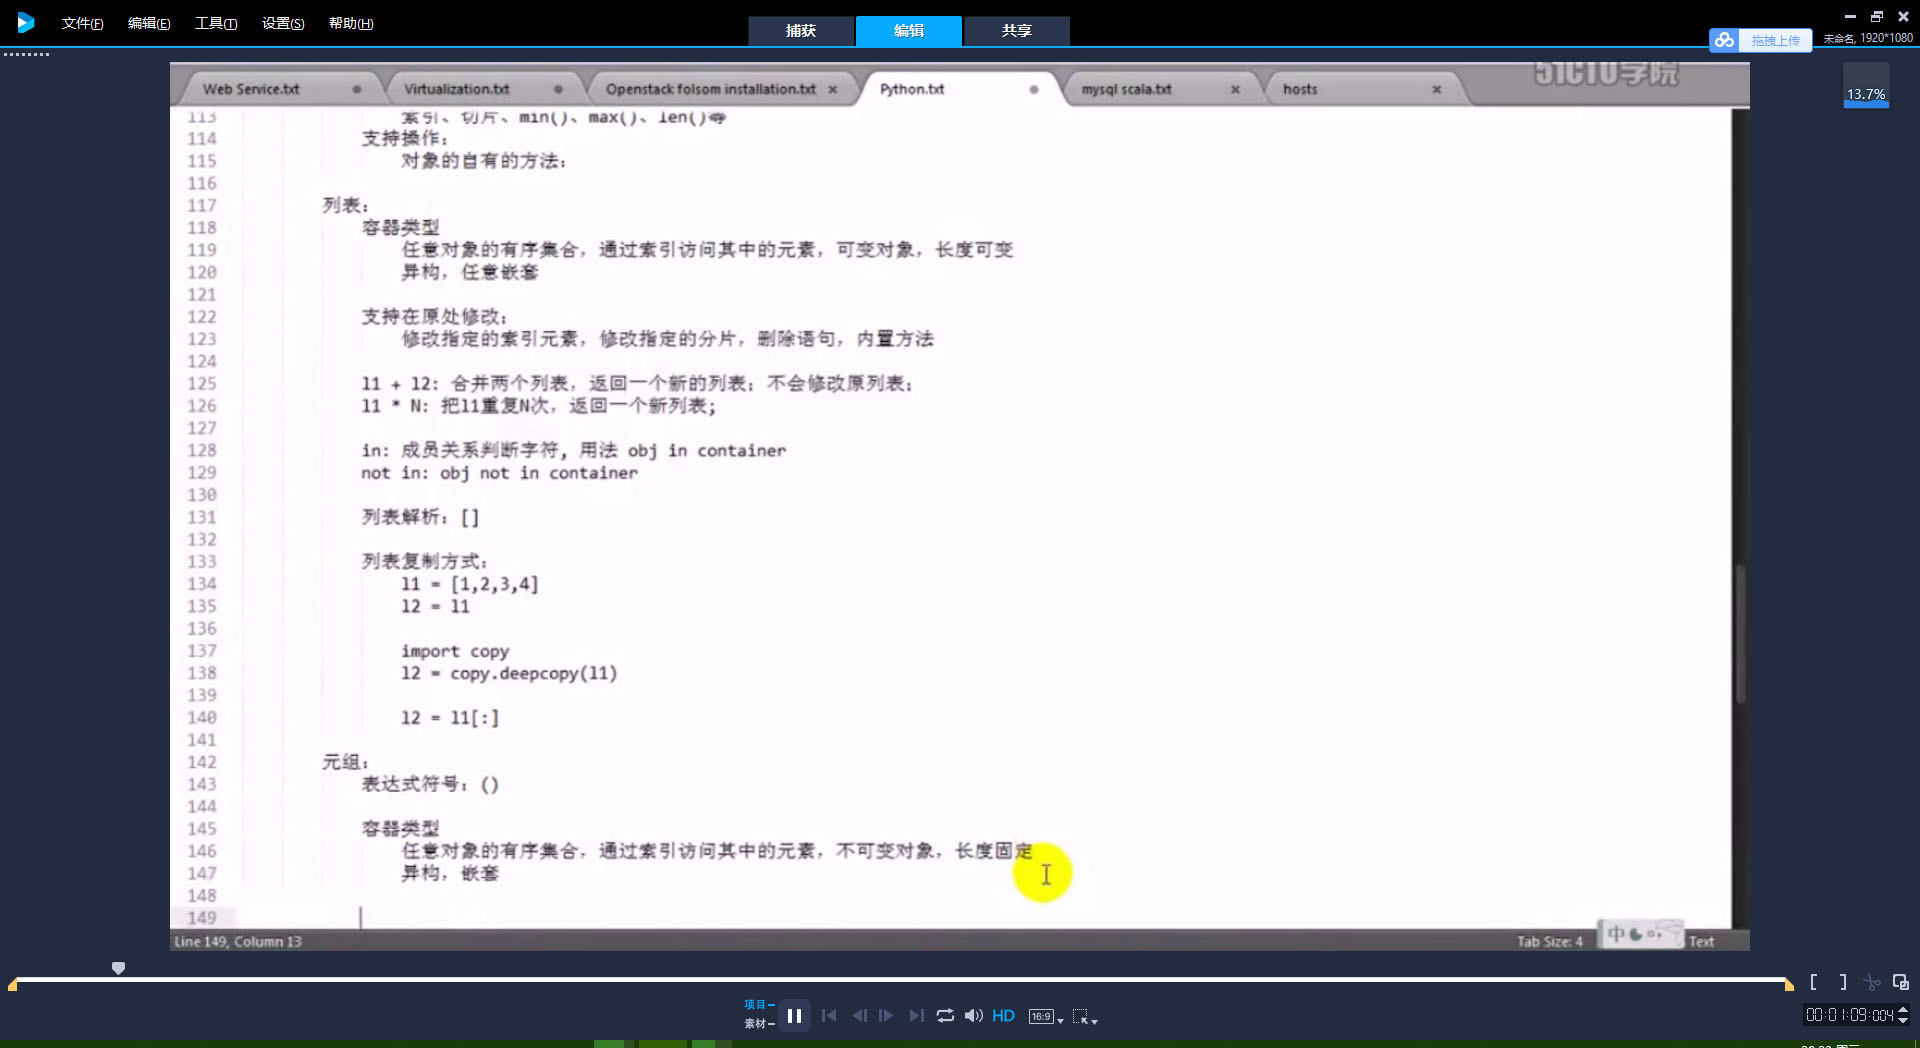 文件(F) 编辑(E) 工具(T) 设置(S) 帮助(H)
捕获 编辑 共享
拖拽上传
未命名, 1920*1080
13.7%
51CTO学院
Web Service.txt Virtualization.txt Openstack folsom installation.txt Python.txt mysql scala.txt hosts
113 索引、切片、min()、max()、len()等
114 支持操作：
115 对象的自有的方法：
116
117 列表：
118 容器类型
119 任意对象的有序集合，通过索引访问其中的元素，可变对象，长度可变
120 异构，任意嵌套
121
122 支持在原处修改：
123 修改指定的索引元素，修改指定的分片，删除语句，内置方法
124
125 l1 + l2: 合并两个列表，返回一个新的列表；不会修改原列表；
126 l1 * N: 把l1重复N次，返回一个新列表；
127
128 in: 成员关系判断字符，用法 obj in container
129 not in: obj not in container
130
131 列表解析：[]
132
133 列表复制方式：
134 l1 = [1,2,3,4]
135 l2 = l1
136
137 import copy
138 l2 = copy.deepcopy(l1)
139
140 l2 = l1[:]
141
142 元组：
143 表达式符号：()
144
145 容器类型
146 任意对象的有序集合，通过索引访问其中的元素，不可变对象，长度固定
147 异构，嵌套
148
149
Line 149, Column 13 Tab Size: 4 中 Text
项目
素材
HD 16:9
00:01:09:004